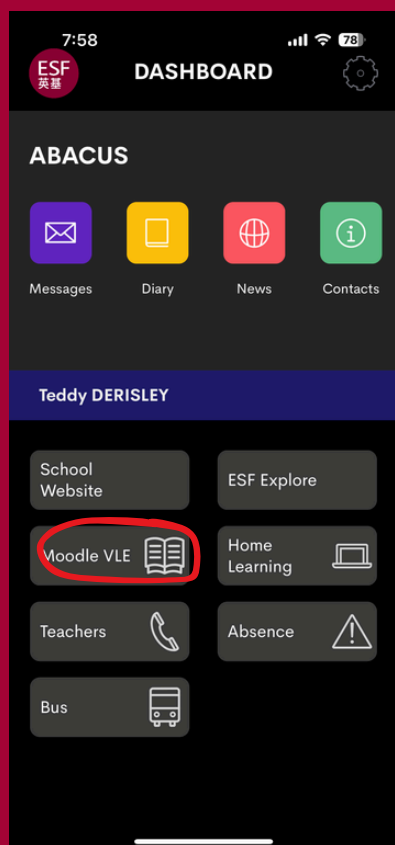 7:58
78
ESF
英基
DASHBOARD
ABACUS
Messages
Diary
News
Contacts
Teddy DERISLEY
School
Website
ESF Explore
Moodle VLE
Home
Learning
Teachers
Absence
Bus